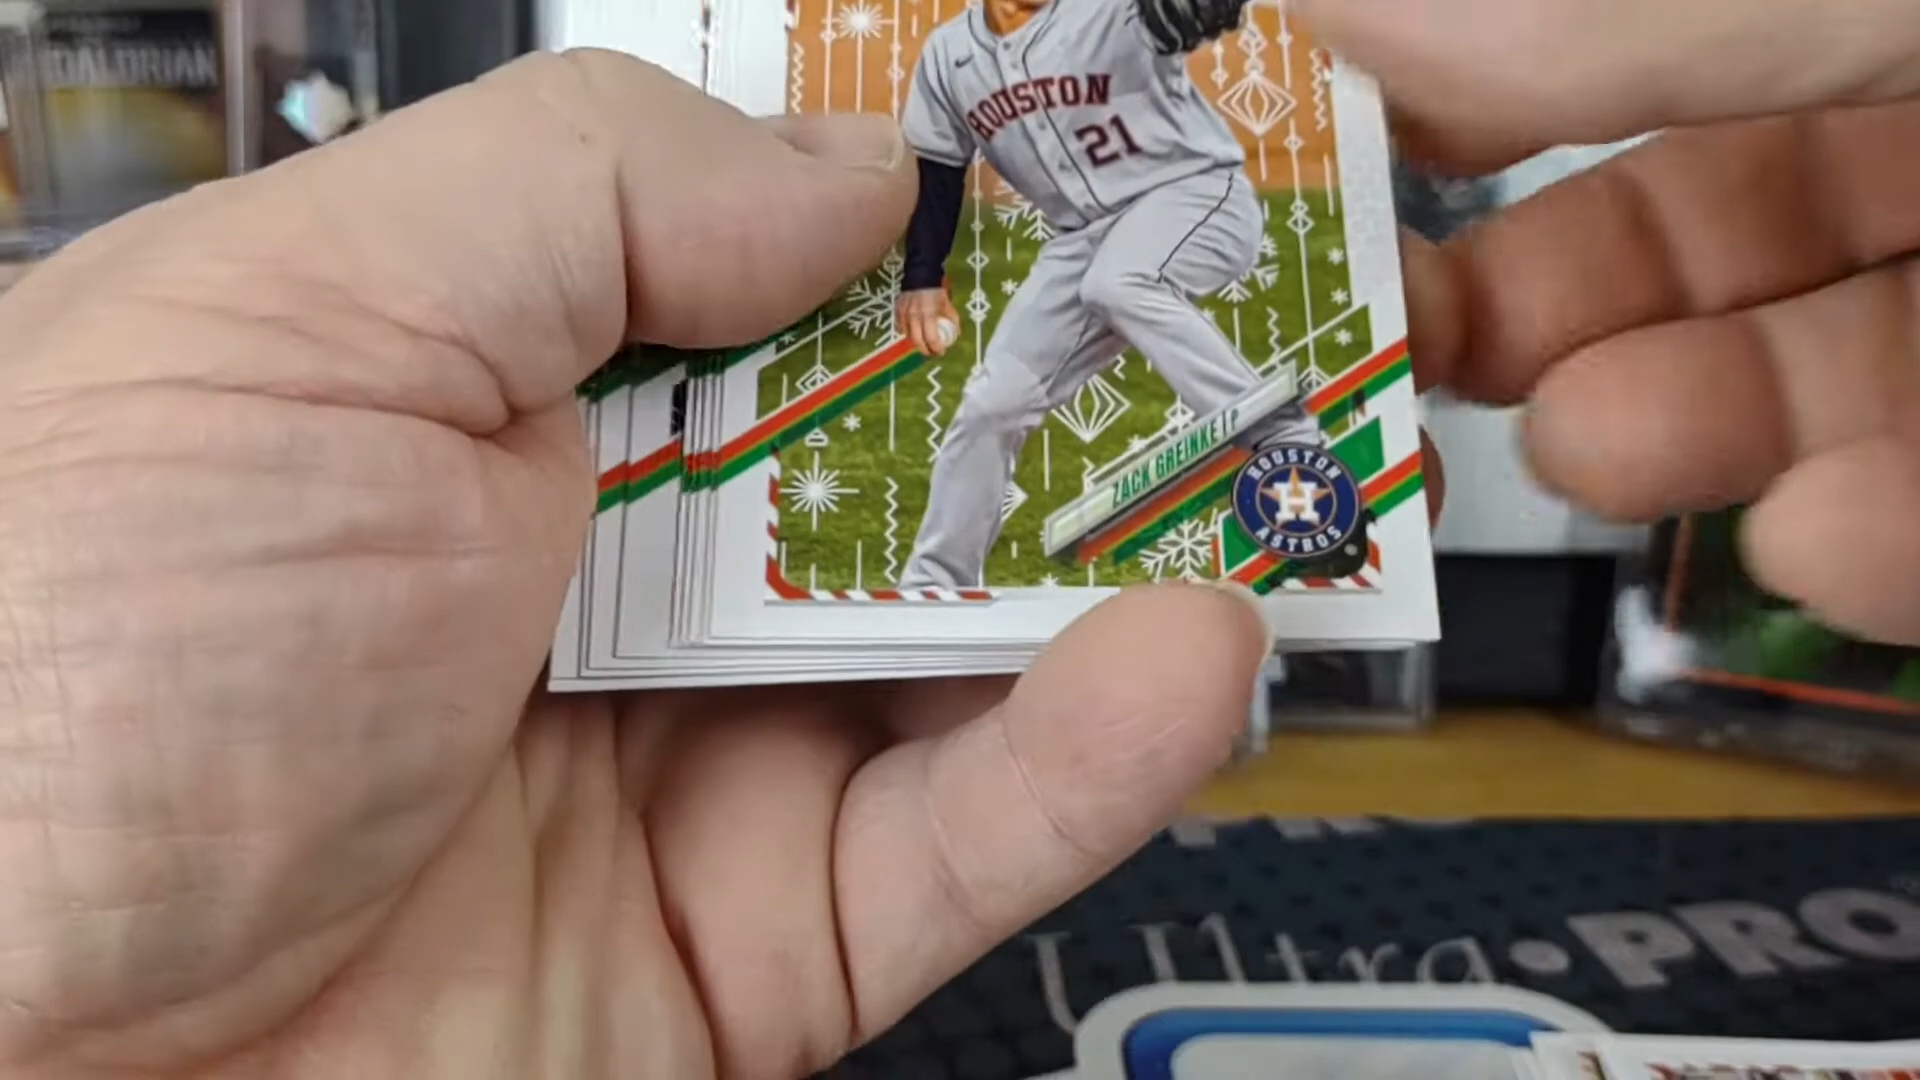 DALORIAN
HOUSTON
21
ZACK GREINKE | P
HOUSTON
H
ASTROS
Ultra•PRO